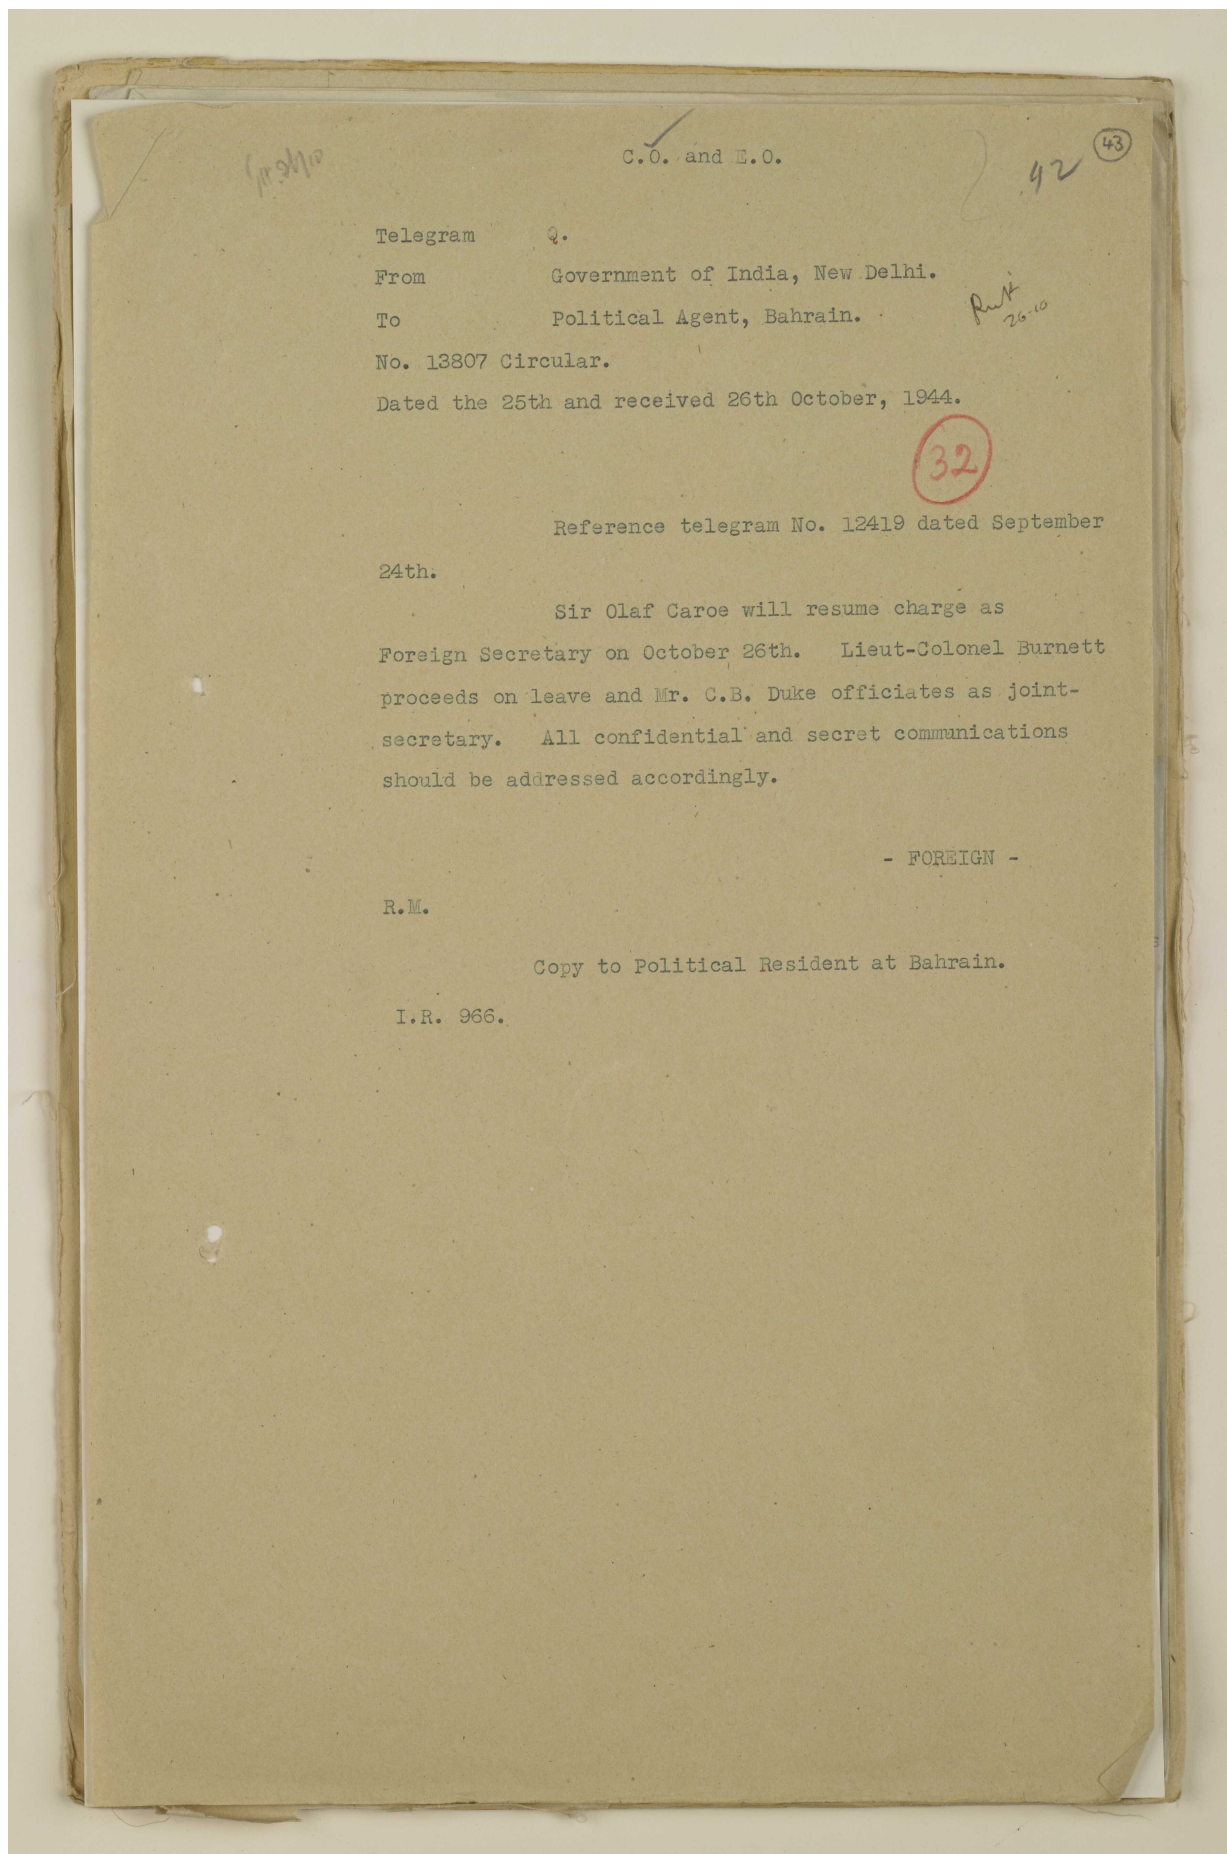 C.O. and E.O.
42
43
Telegram Q.
From Government of India, New Delhi.
To Political Agent, Bahrain.
26-10
No. 13807 Circular.
Dated the 25th and received 26th October, 1944.
32
Reference telegram No. 12419 dated September
24th.
Sir Olaf Caroe will resume charge as
Foreign Secretary on October 26th. Lieut-Colonel Burnett
proceeds on leave and Mr. C.B. Duke officiates as joint-
secretary. All confidential and secret communications
should be addressed accordingly.
- FOREIGN -
R.M.
Copy to Political Resident at Bahrain.
I.R. 966.